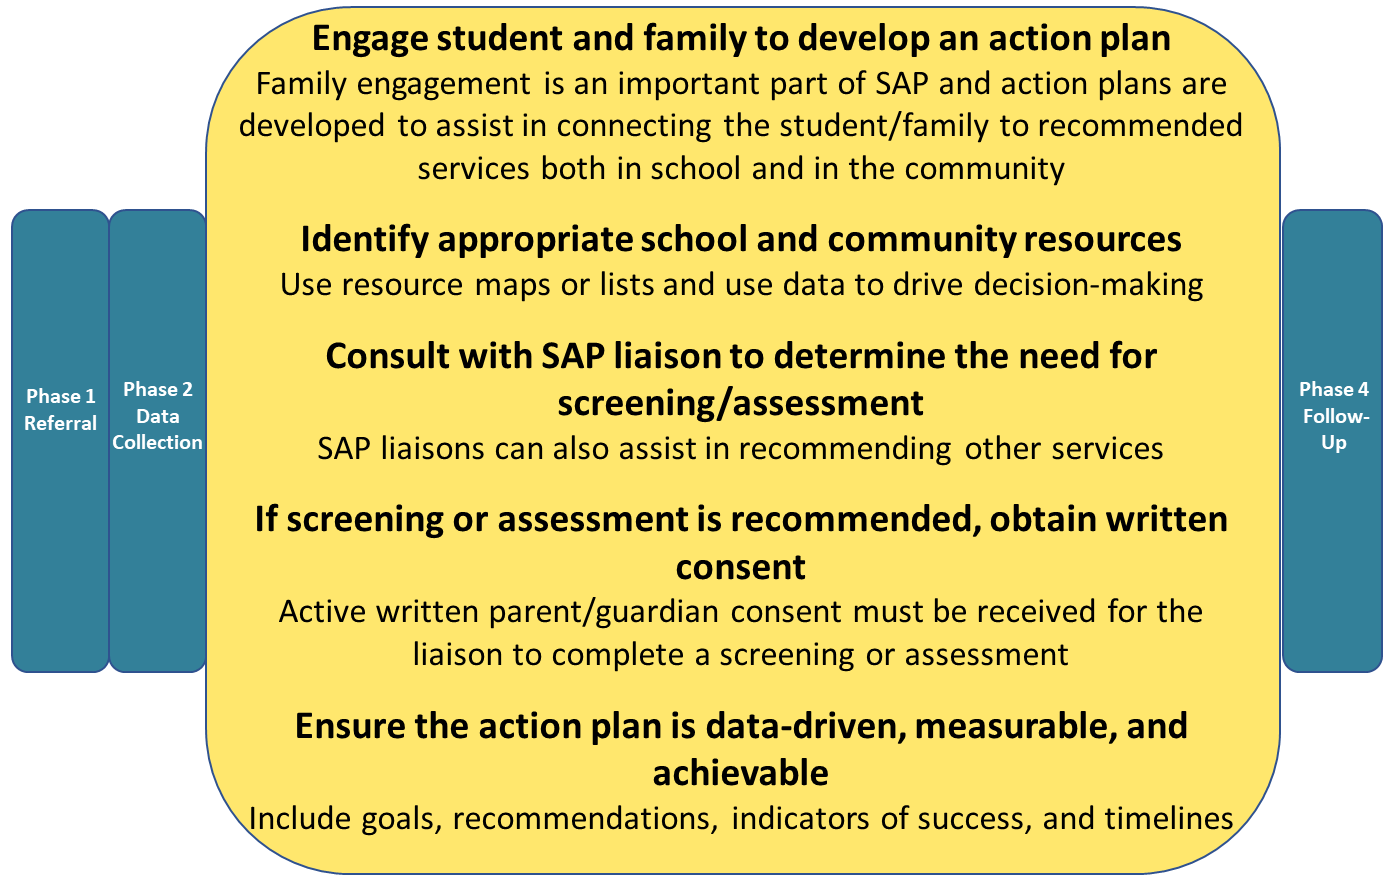 Phase 1
Referral
Phase 2
Data
Collection
Engage student and family to develop an action plan
Family engagement is an important part of SAP and action plans are
developed to assist in connecting the student/family to recommended
services both in school and in the community
Identify appropriate school and community resources
Use resource maps or lists and use data to drive decision-making
Consult with SAP liaison to determine the need for
screening/assessment
SAP liaisons can also assist in recommending other services
If screening or assessment is recommended, obtain written
consent
Active written parent/guardian consent must be received for the
liaison to complete a screening or assessment
Ensure the action plan is data-driven, measurable, and
achievable
Include goals, recommendations, indicators of success, and timelines
Phase 4
Follow-
Up